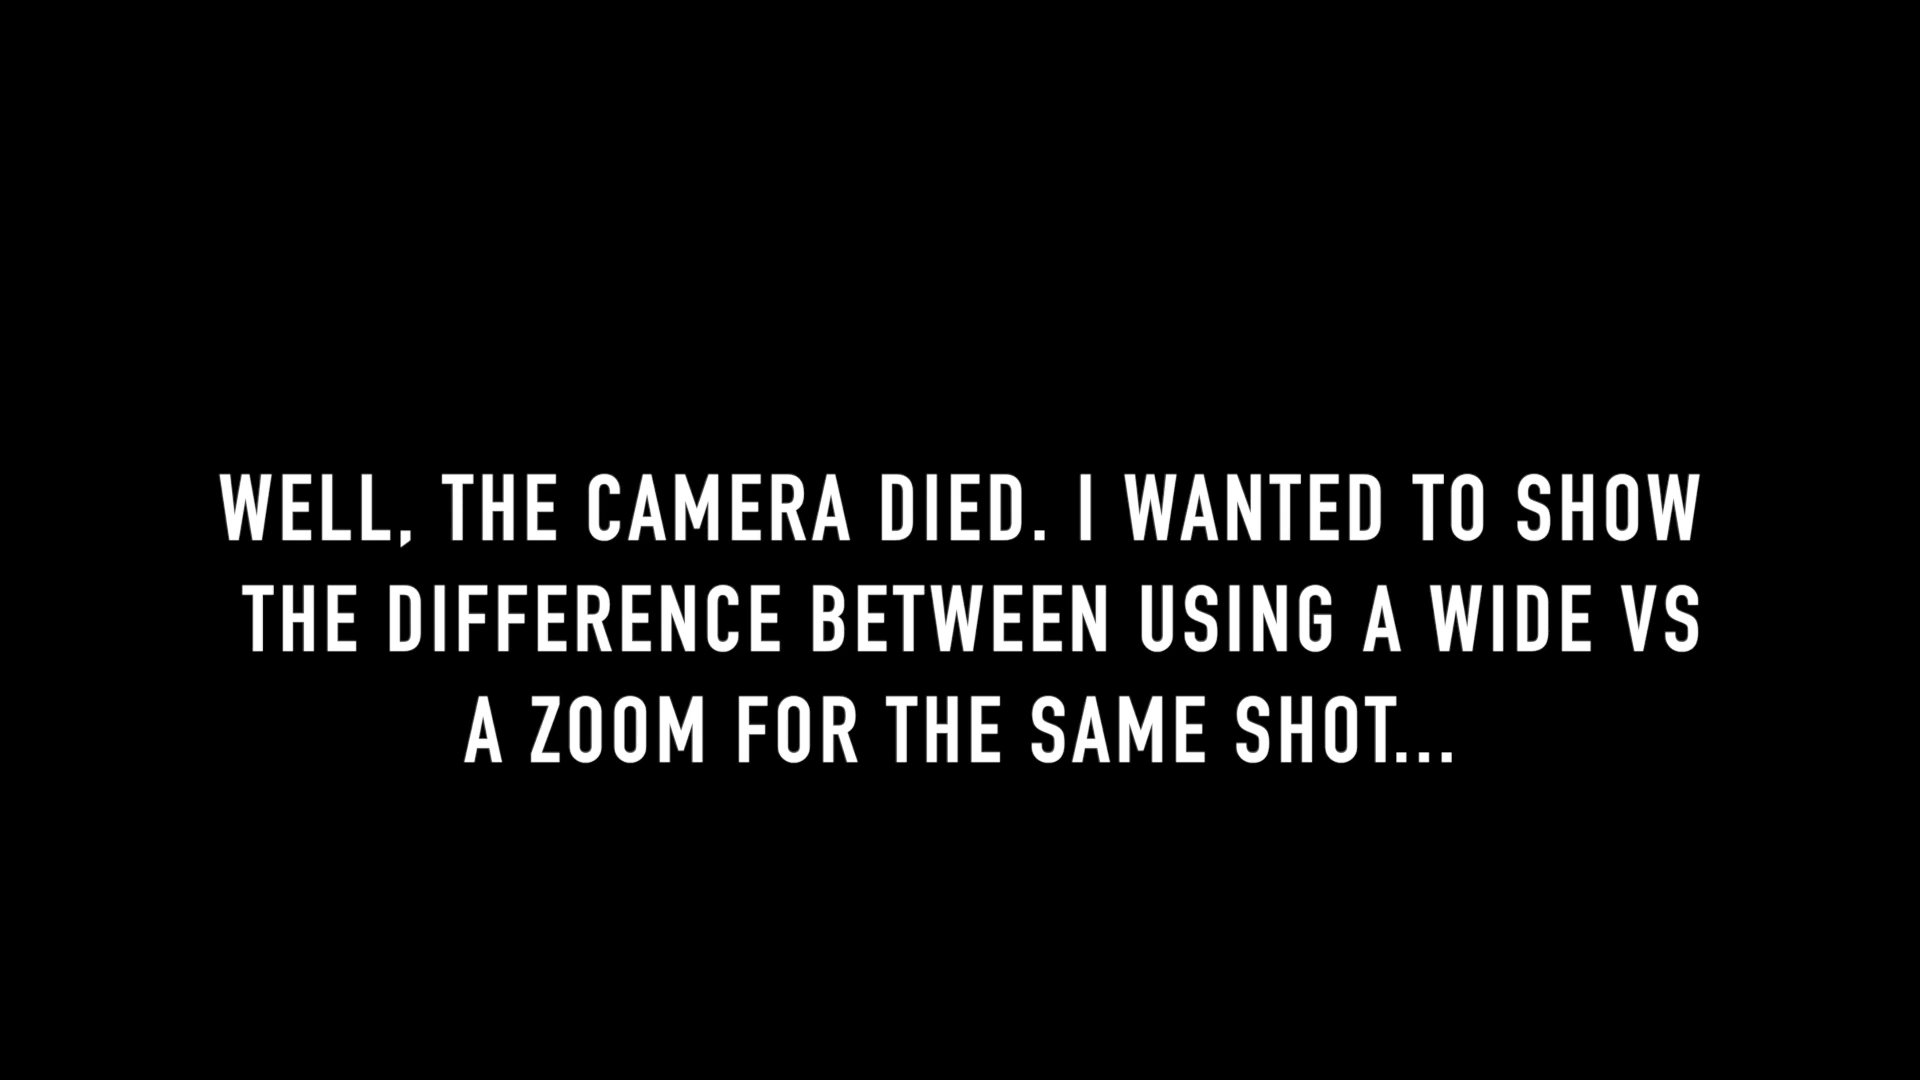 WELL, THE CAMERA DIED. I WANTED TO SHOW
THE DIFFERENCE BETWEEN USING A WIDE VS
A ZOOM FOR THE SAME SHOT...